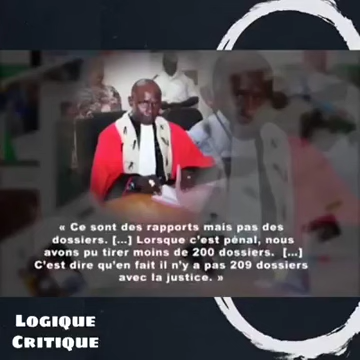 « Ce sont des rapports mais pas des
dossiers. [...] Lorsque c'est pénal, nous
avons pu tirer moins de 200 dossiers. [...]
C'est dire qu'en fait il n'y a pas 209 dossiers
avec la justice. »
Logique
Critique